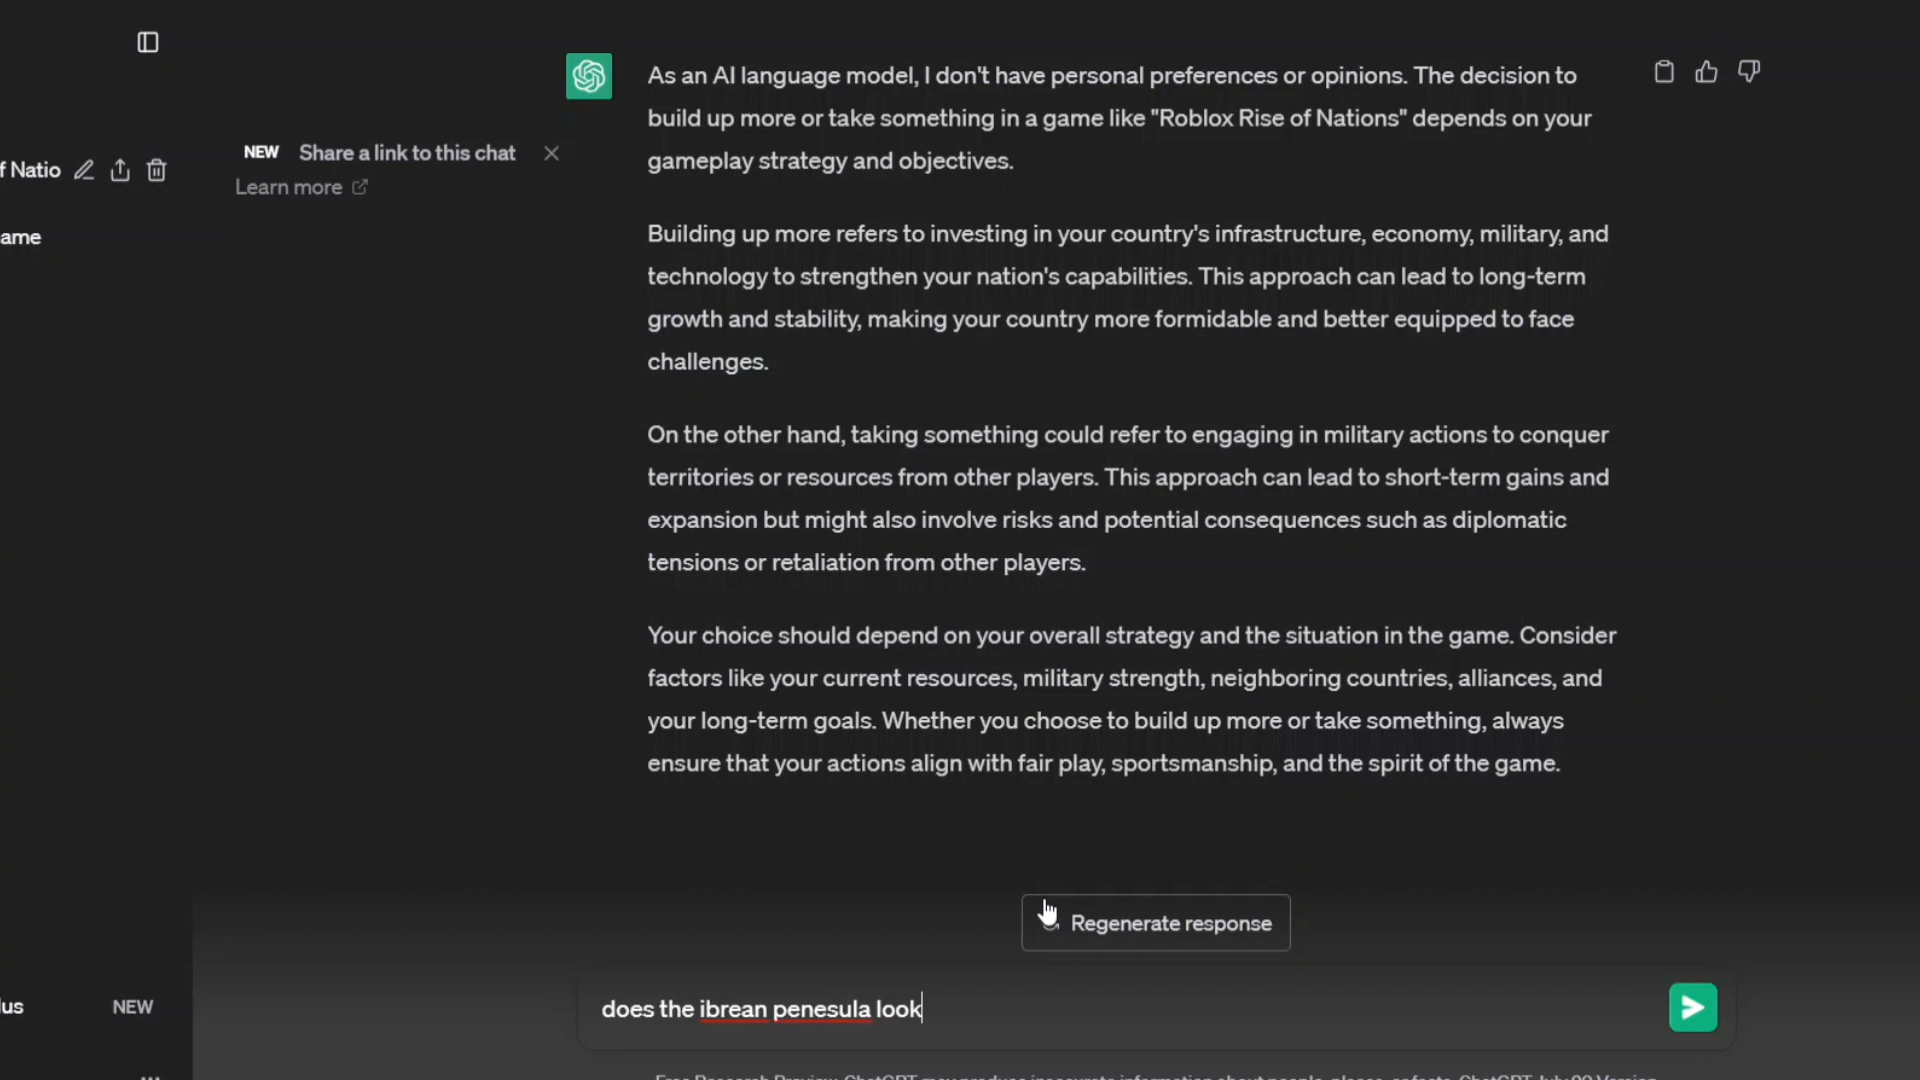 As an AI language model, I don't have personal preferences or opinions. The decision to
build up more or take something in a game like "Roblox Rise of Nations" depends on your
gameplay strategy and objectives.
NEW Share a link to this chat
f Natio
Learn more
ame
Building up more refers to investing in your country's infrastructure, economy, military, and
technology to strengthen your nation's capabilities. This approach can lead to long-term
growth and stability, making your country more formidable and better equipped to face
challenges.
On the other hand, taking something could refer to engaging in military actions to conquer
territories or resources from other players. This approach can lead to short-term gains and
expansion but might also involve risks and potential consequences such as diplomatic
tensions or retaliation from other players.
Your choice should depend on your overall strategy and the situation in the game. Consider
factors like your current resources, military strength, neighboring countries, alliances, and
your long-term goals. Whether you choose to build up more or take something, always
ensure that your actions align with fair play, sportsmanship, and the spirit of the game.
Regenerate response
lus NEW
does the ibrean penesula look